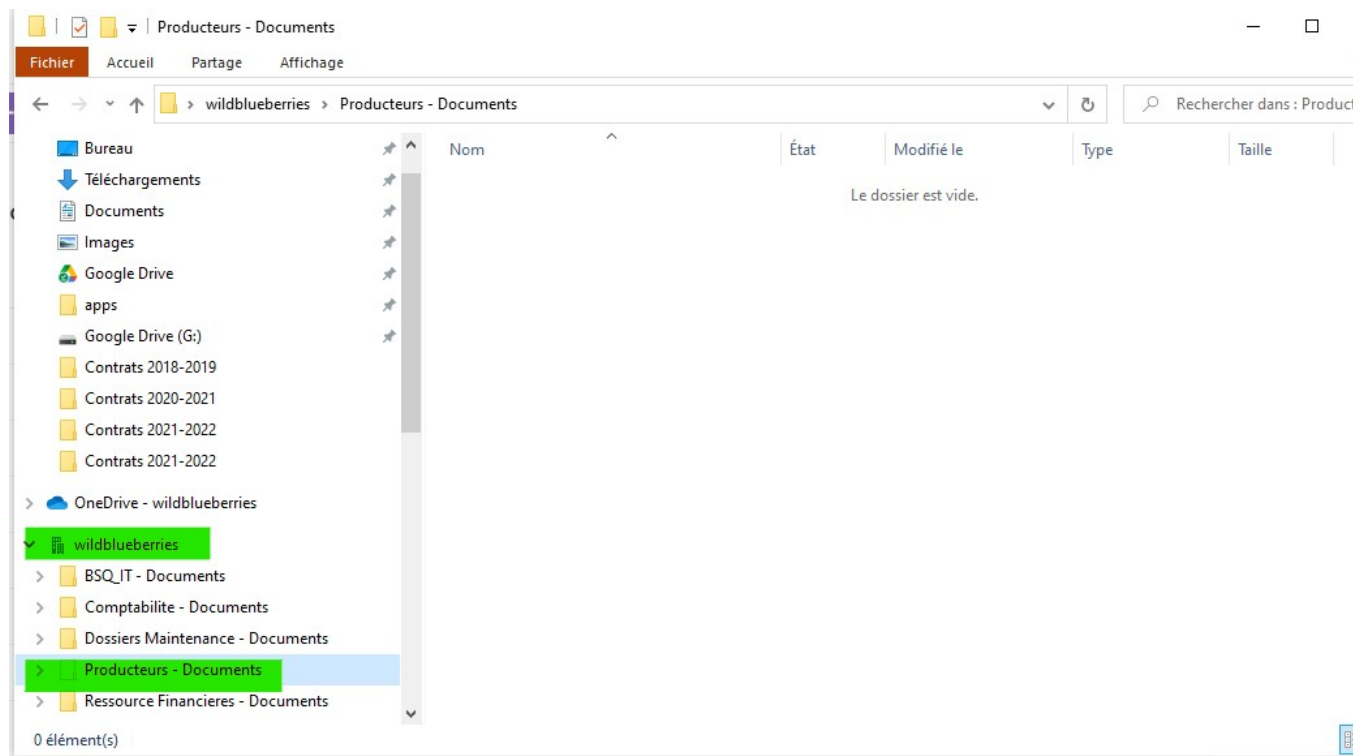 Producteurs - Documents
Fichier Accueil Partage Affichage
wildblueberries > Producteurs - Documents
Rechercher dans : Product
Bureau
Téléchargements
Documents
Images
Google Drive
apps
Google Drive (G:)
Contrats 2018-2019
Contrats 2020-2021
Contrats 2021-2022
Contrats 2021-2022
OneDrive - wildblueberries
wildblueberries
BSQ_IT - Documents
Comptabilite - Documents
Dossiers Maintenance - Documents
Producteurs - Documents
Ressource Financieres - Documents
Nom État Modifié le Type Taille
Le dossier est vide.
0 élément(s)